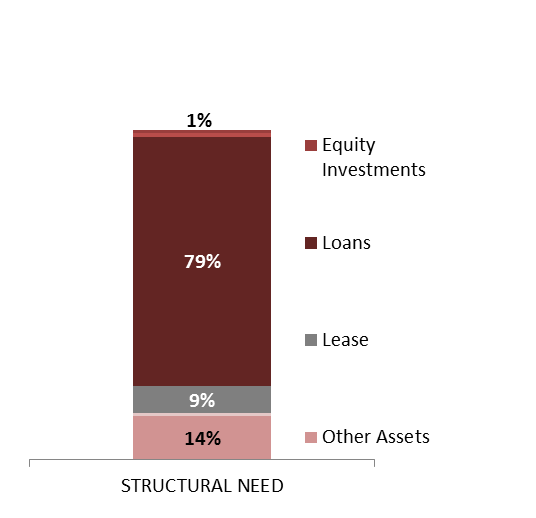 1%
Equity
Investments
Loans
79%
Lease
9%
Other Assets
14%
STRUCTURAL NEED